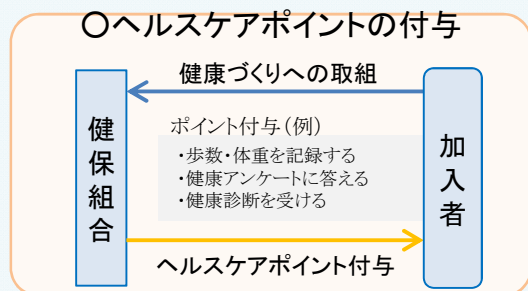 ○ヘルスケアポイントの付与
健康づくりへの取組
健保組合
ポイント付与(例)
・歩数・体重を記録する
・健康アンケートに答える
・健康診断を受ける
加入者
ヘルスケアポイント付与